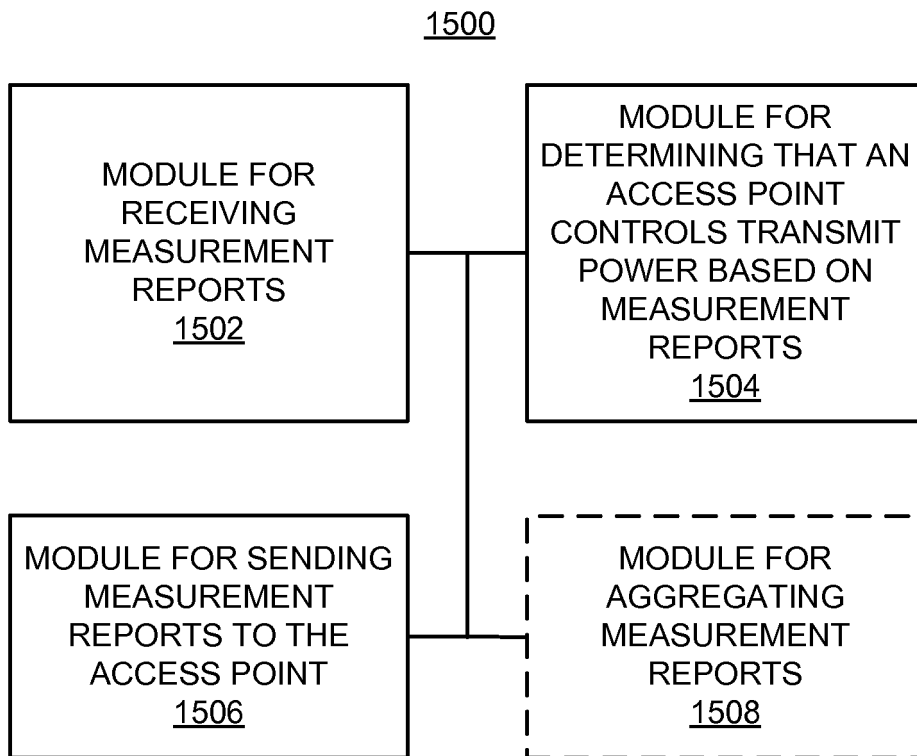 1500
MODULE FOR
RECEIVING
MEASUREMENT
REPORTS
1502
MODULE FOR
DETERMINING THAT AN
ACCESS POINT
CONTROLS TRANSMIT
POWER BASED ON
MEASUREMENT
REPORTS
1504
MODULE FOR SENDING
MEASUREMENT
REPORTS TO THE
ACCESS POINT
1506
MODULE FOR
AGGREGATING
MEASUREMENT
REPORTS
1508